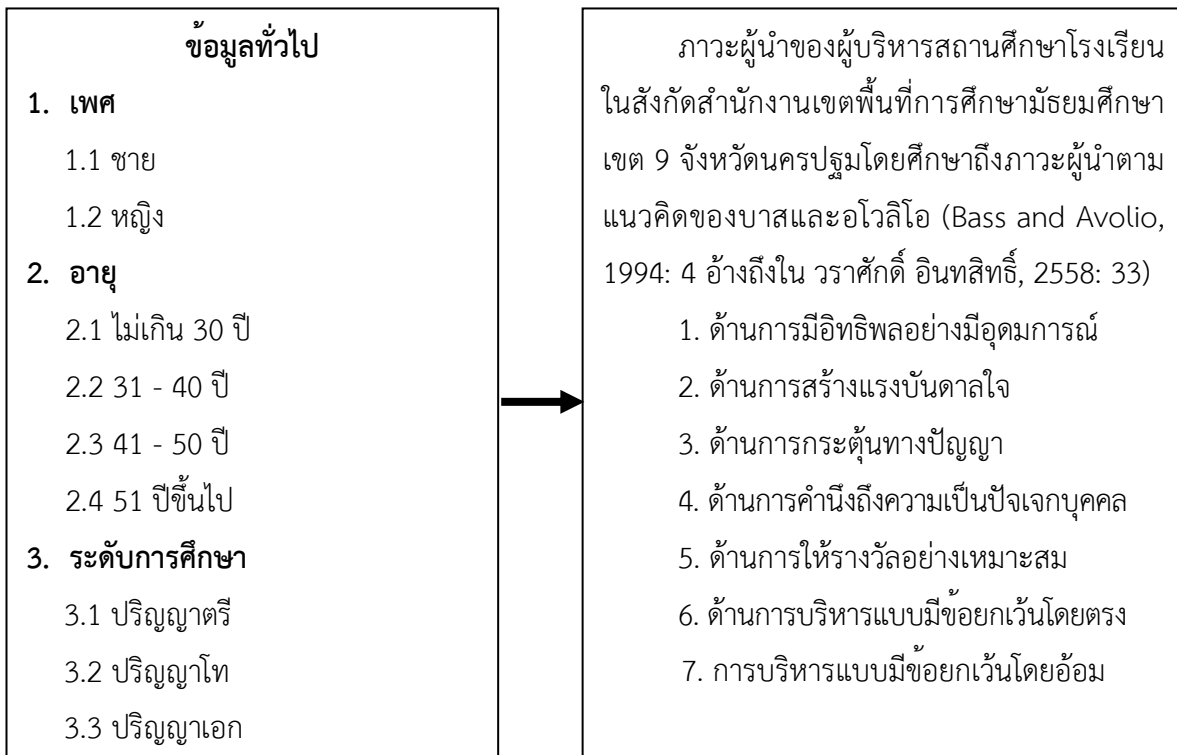 ข้อมูลทั่วไป
1. เพศ
1.1 ชาย
1.2 หญิง
2. อายุ
2.1 ไม่เกิน 30 ปี
2.2 31 - 40 ปี
2.3 41 - 50 ปี
2.4 51 ปีขึ้นไป
3. ระดับการศึกษา
3.1 ปริญญาตรี
3.2 ปริญญาโท
3.3 ปริญญาเอก
ภาวะผู้นำของผู้บริหารสถานศึกษาโรงเรียน
ในสังกัดสำนักงานเขตพื้นที่การศึกษามัธยมศึกษา
เขต 9 จังหวัดนครปฐมโดยศึกษาถึงภาวะผู้นำตาม
แนวคิดของบาสและอโวลิโอ (Bass and Avolio,
1994: 4 อ้างถึงใน วราศักดิ์ อินทสิทธิ์, 2558: 33)
1. ด้านการมีอิทธิพลอย่างมีอุดมการณ์
2. ด้านการสร้างแรงบันดาลใจ
3. ด้านการกระตุ้นทางปัญญา
4. ด้านการคำนึงถึงความเป็นปัจเจกบุคคล
5. ด้านการให้รางวัลอย่างเหมาะสม
6. ด้านการบริหารแบบมีข้อยกเว้นโดยตรง
7. การบริหารแบบมีข้อยกเว้นโดยอ้อม